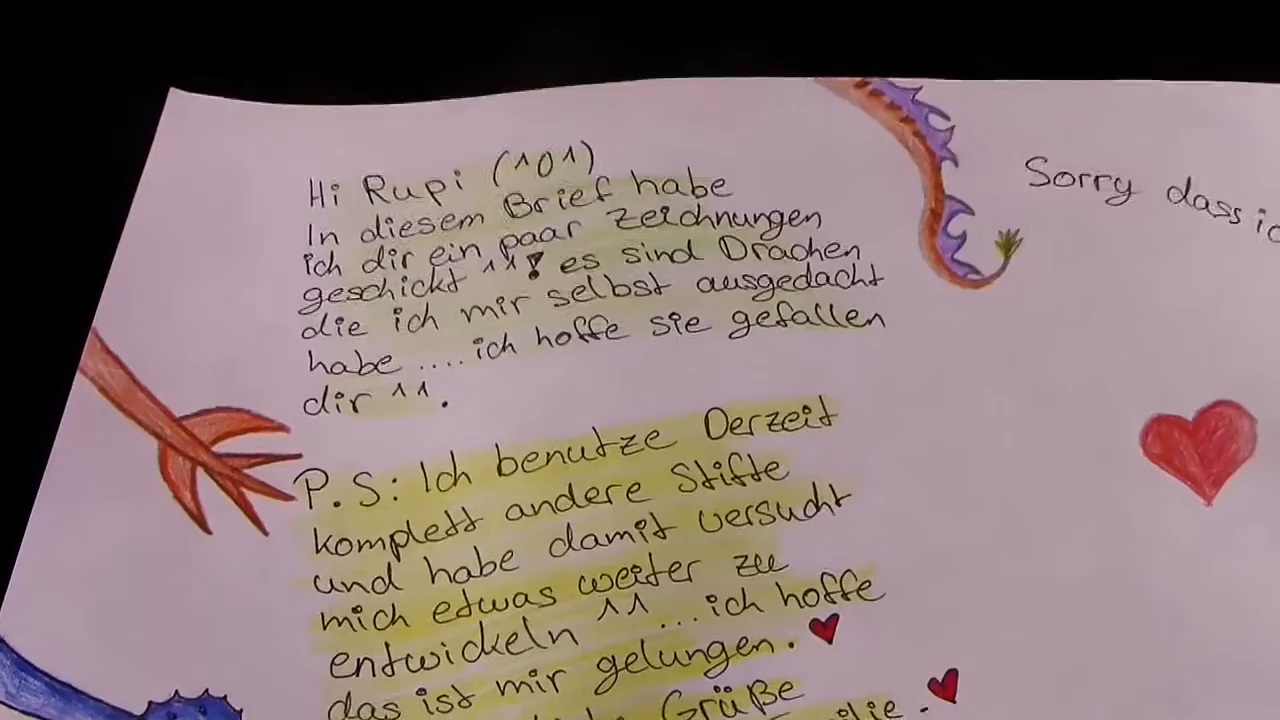 Hi Rupi (^0^)
In diesem Brief habe
ich dir ein paar Zeichnungen
geschickt ^^! es sind Drachen
die ich mir selbst ausgedacht
habe .... ich hoffe sie gefallen
dir ^^.
P.S: Ich benutze Derzeit
komplett andere Stifte
und habe damit versucht
mich etwas weiter zu
entwickeln ^^ ... ich hoffe
das ist mir gelungen. ♥
Grüße
Sorry dass